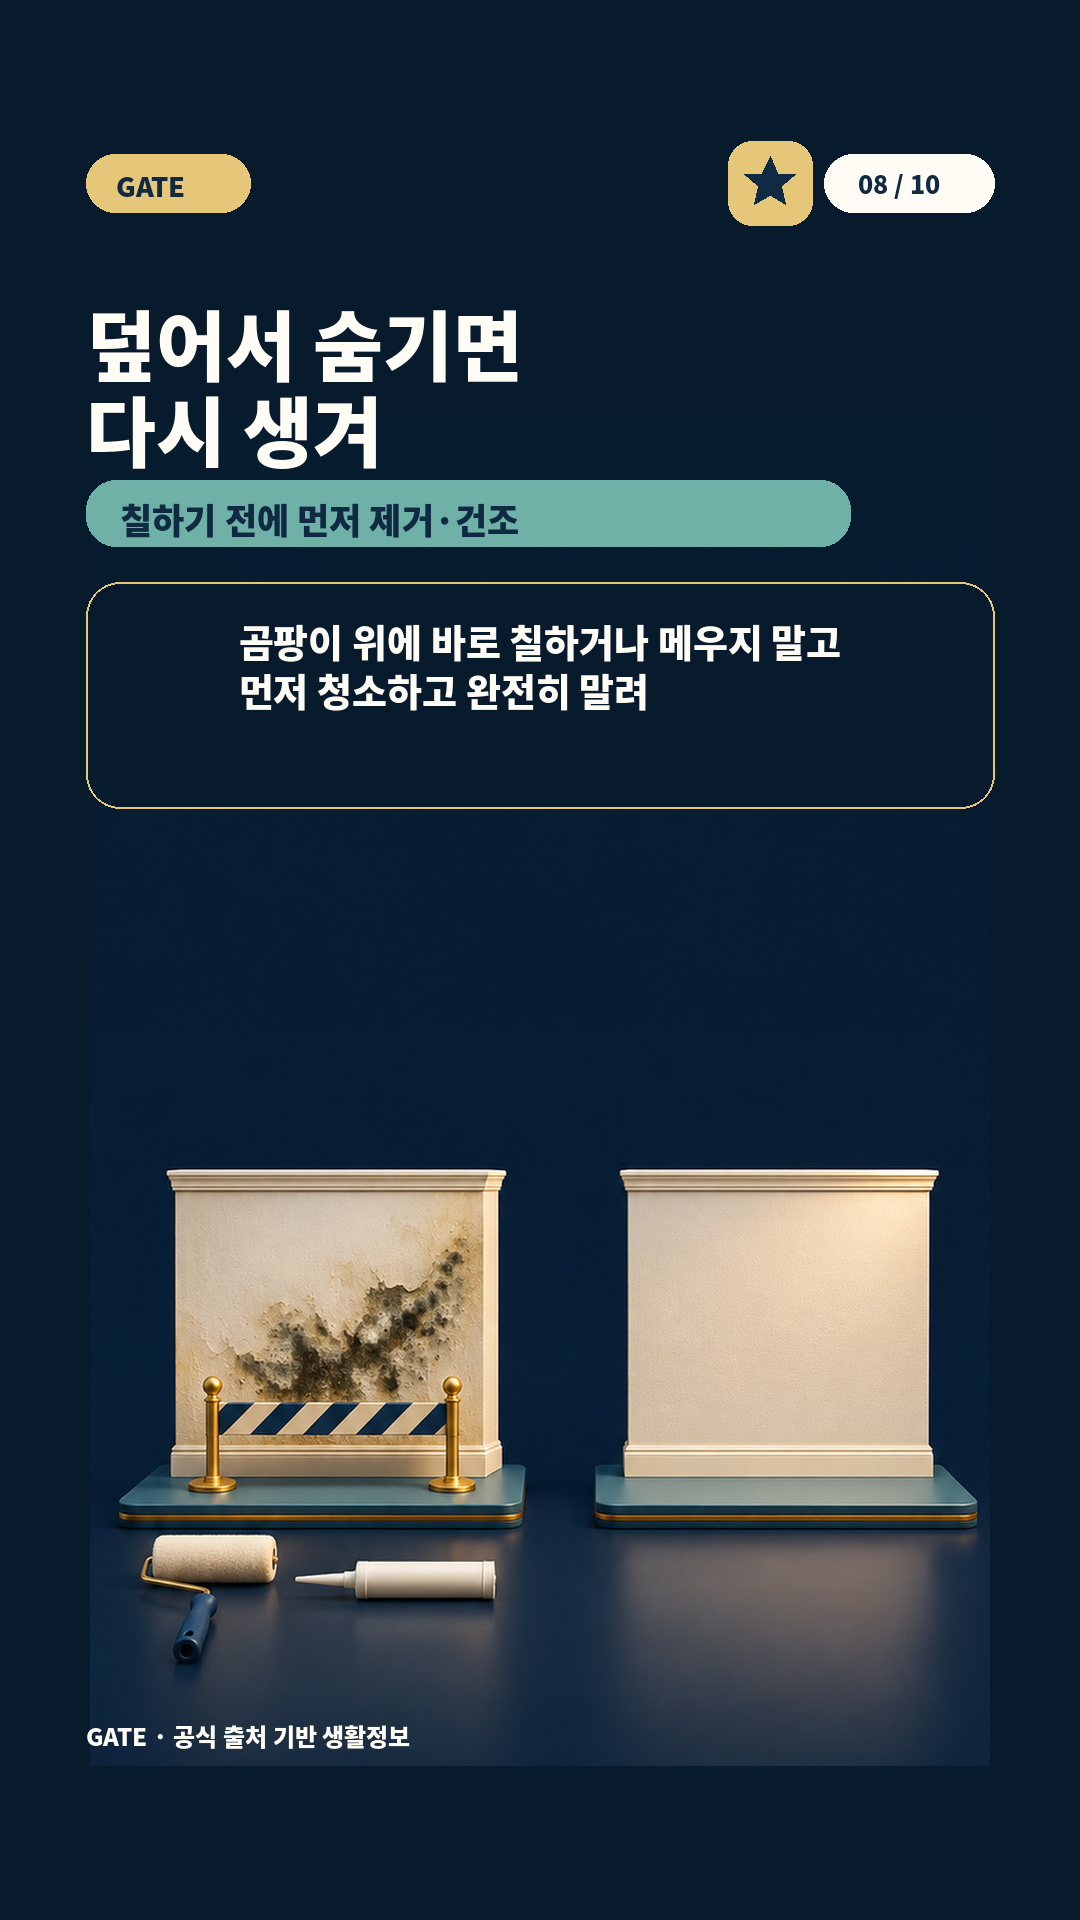 GATE
08 / 10
덮어서 숨기면
다시 생겨
칠하기 전에 먼저 제거·건조
곰팡이 위에 바로 칠하거나 메우지 말고
먼저 청소하고 완전히 말려
GATE · 공식 출처 기반 생활정보